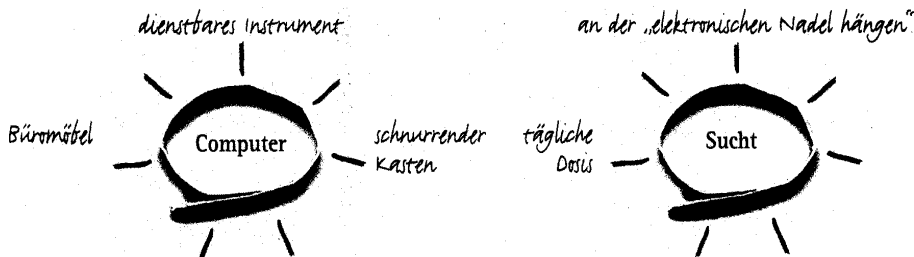 dienstbares Instrument
an der „elektronischen Nadel hängen“
Büromöbel
Computer
schnurrender
Kasten
tägliche
Dosis
Sucht